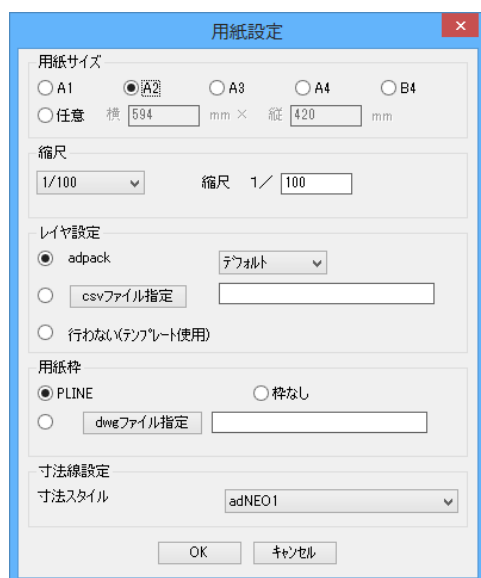 用紙設定
用紙サイズ
A1 A2 A3 A4 B4
任意 横 594 mm × 縦 420 mm
縮尺
1/100 縮尺 1／ 100
レイヤ設定
adpack デフォルト
csvファイル指定
行わない(テンプレート使用)
用紙枠
PLINE 枠なし
dwgファイル指定
寸法線設定
寸法スタイル adNEO1
OK キャンセル